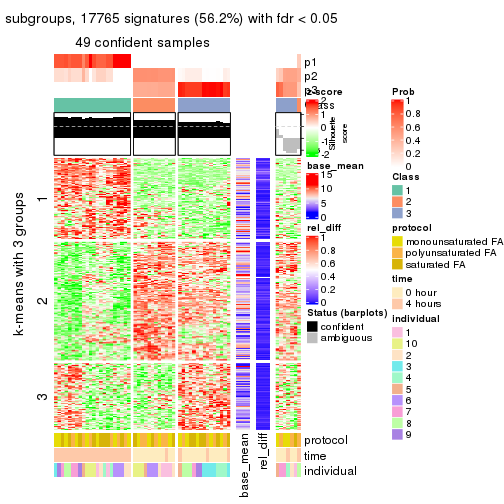 subgroups, 17765 signatures (56.2%) with fdr < 0.05
49 confident samples
p1
p2
p3
Class
Silhouette
score
k-means with 3 groups
1
2
3
protocol
time
individual
base_mean
rel_diff
z-score
2
1
0
-1
-2
base_mean
15
10
5
0
rel_diff
1
0.8
0.6
0.4
0.2
0
Status (barplots)
confident
ambiguous
Prob
1
0.8
0.6
0.4
0.2
0
Class
1
2
3
protocol
monounsaturated FA
polyunsaturated FA
saturated FA
time
0 hour
4 hours
individual
1
10
2
3
4
5
6
7
8
9